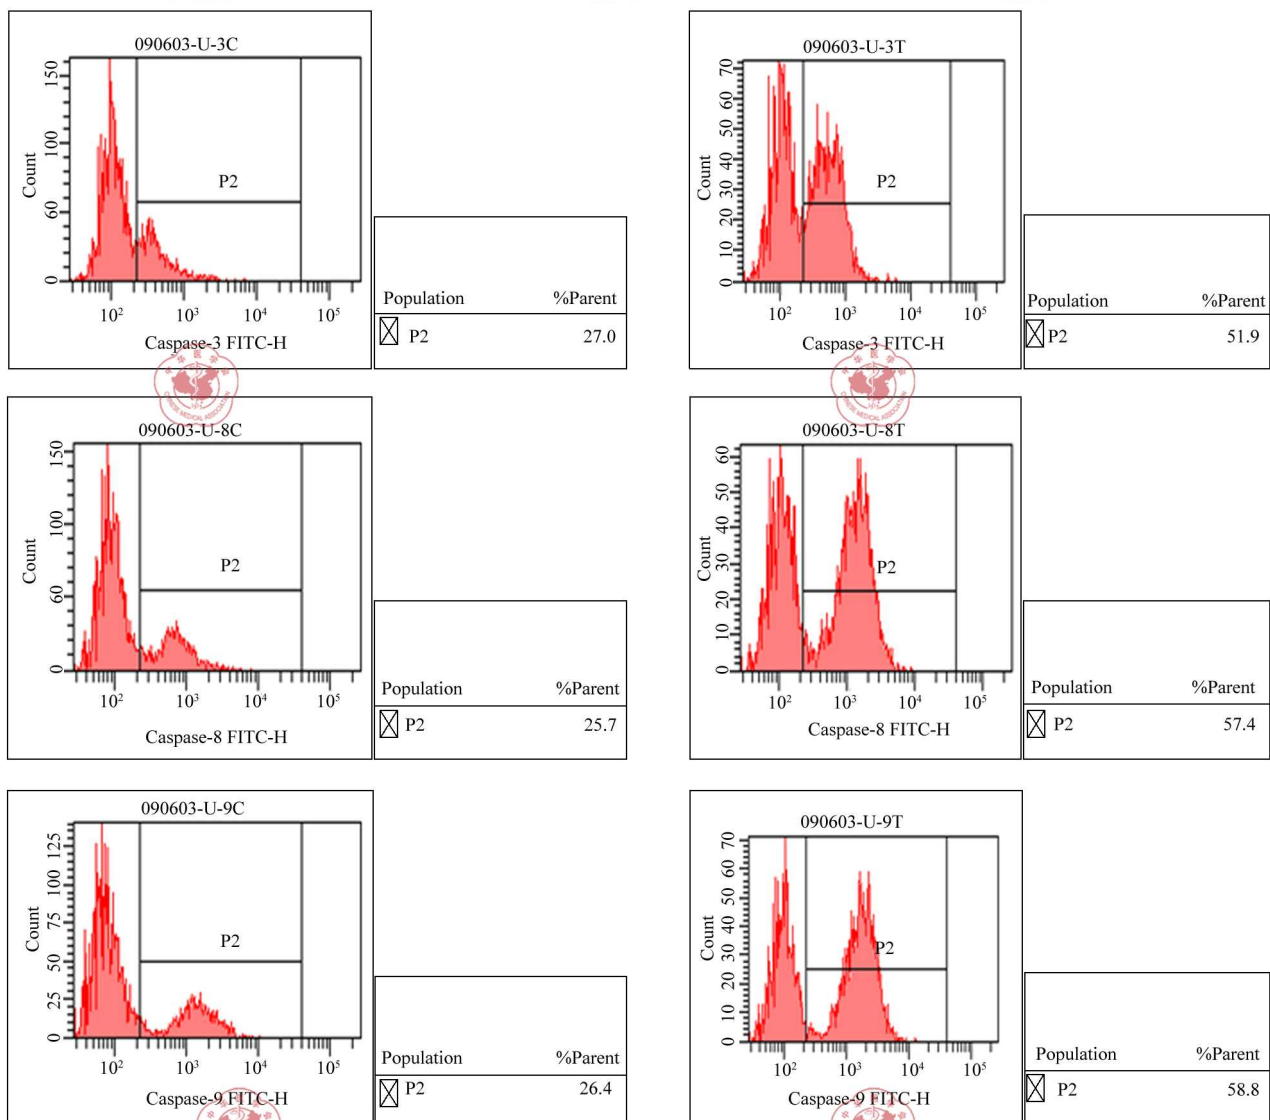 090603-U-3C
150
100
60
0
Count
P2
10² 10³ 10⁴ 10⁵
Caspase-3 FITC-H
Population %Parent
P2 27.0
090603-U-3T
70
60
50
40
30
20
10
0
Count
P2
10² 10³ 10⁴ 10⁵
Caspase-3 FITC-H
Population %Parent
P2 51.9
CHINESE MEDICAL ASSOCIATION
CHINESE MEDICAL ASSOCIATION
090603-U-8C
150
100
60
0
Count
P2
10² 10³ 10⁴ 10⁵
Caspase-8 FITC-H
Population %Parent
P2 25.7
090603-U-8T
60
50
40
30
20
10
0
Count
P2
10² 10³ 10⁴ 10⁵
Caspase-8 FITC-H
Population %Parent
P2 57.4
090603-U-9C
125
100
75
50
25
0
Count
P2
10² 10³ 10⁴ 10⁵
Caspase-9 FITC-H
Population %Parent
P2 26.4
090603-U-9T
70
60
50
40
30
20
10
0
Count
P2
10² 10³ 10⁴ 10⁵
Caspase-9 FITC-H
Population %Parent
P2 58.8